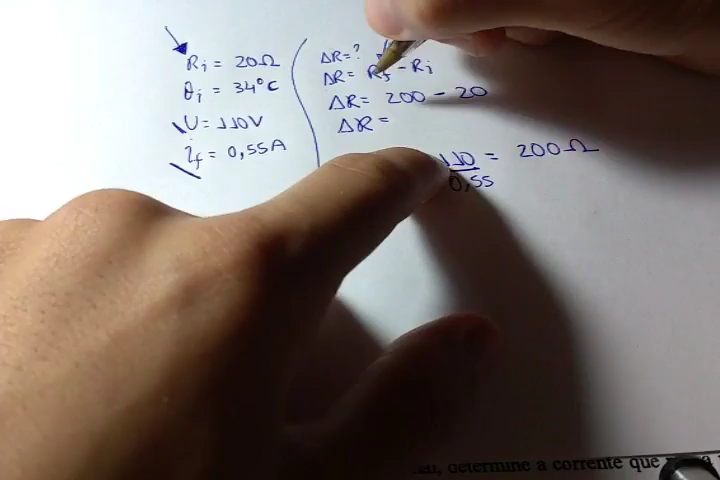 Ri = 20Ω
θi = 34°C
U = 110V
if = 0,55A
ΔR = ?
ΔR = Rf - Ri
ΔR = 200 - 20
ΔR =
110 = 200Ω
0,55
determine a corrente que